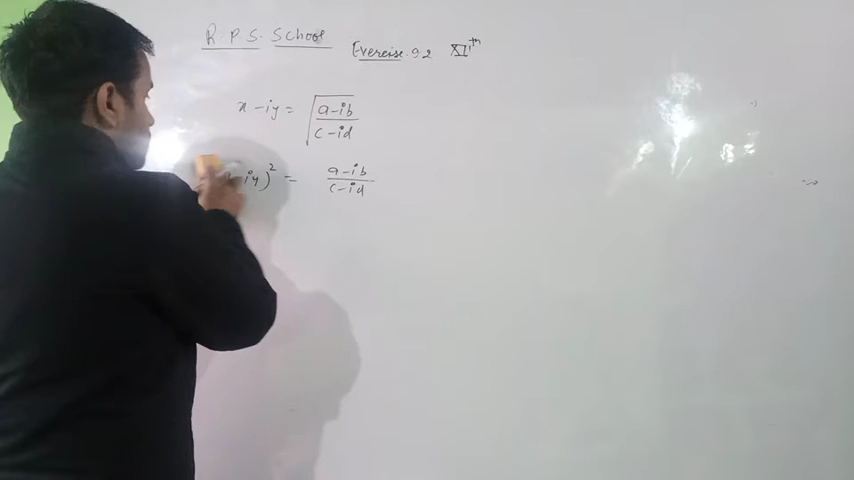 R.P.S. School
Exercise 9.2 XIth
x - iy = √(a-ib / c-id)
iy)² = a-ib / c-id